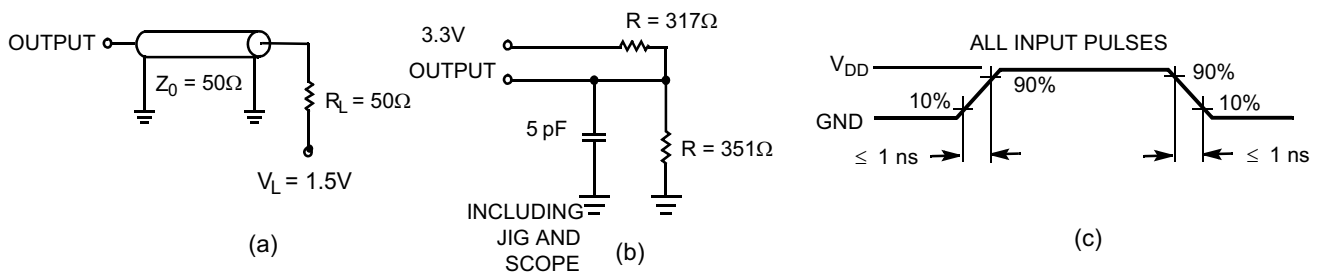 OUTPUT
Z0 = 50Ω
RL = 50Ω
VL = 1.5V
(a)
R = 317Ω
3.3V
OUTPUT
5 pF
R = 351Ω
INCLUDING
JIG AND
SCOPE
(b)
ALL INPUT PULSES
VDD
90%
90%
10%
10%
GND
≤ 1 ns
≤ 1 ns
(c)